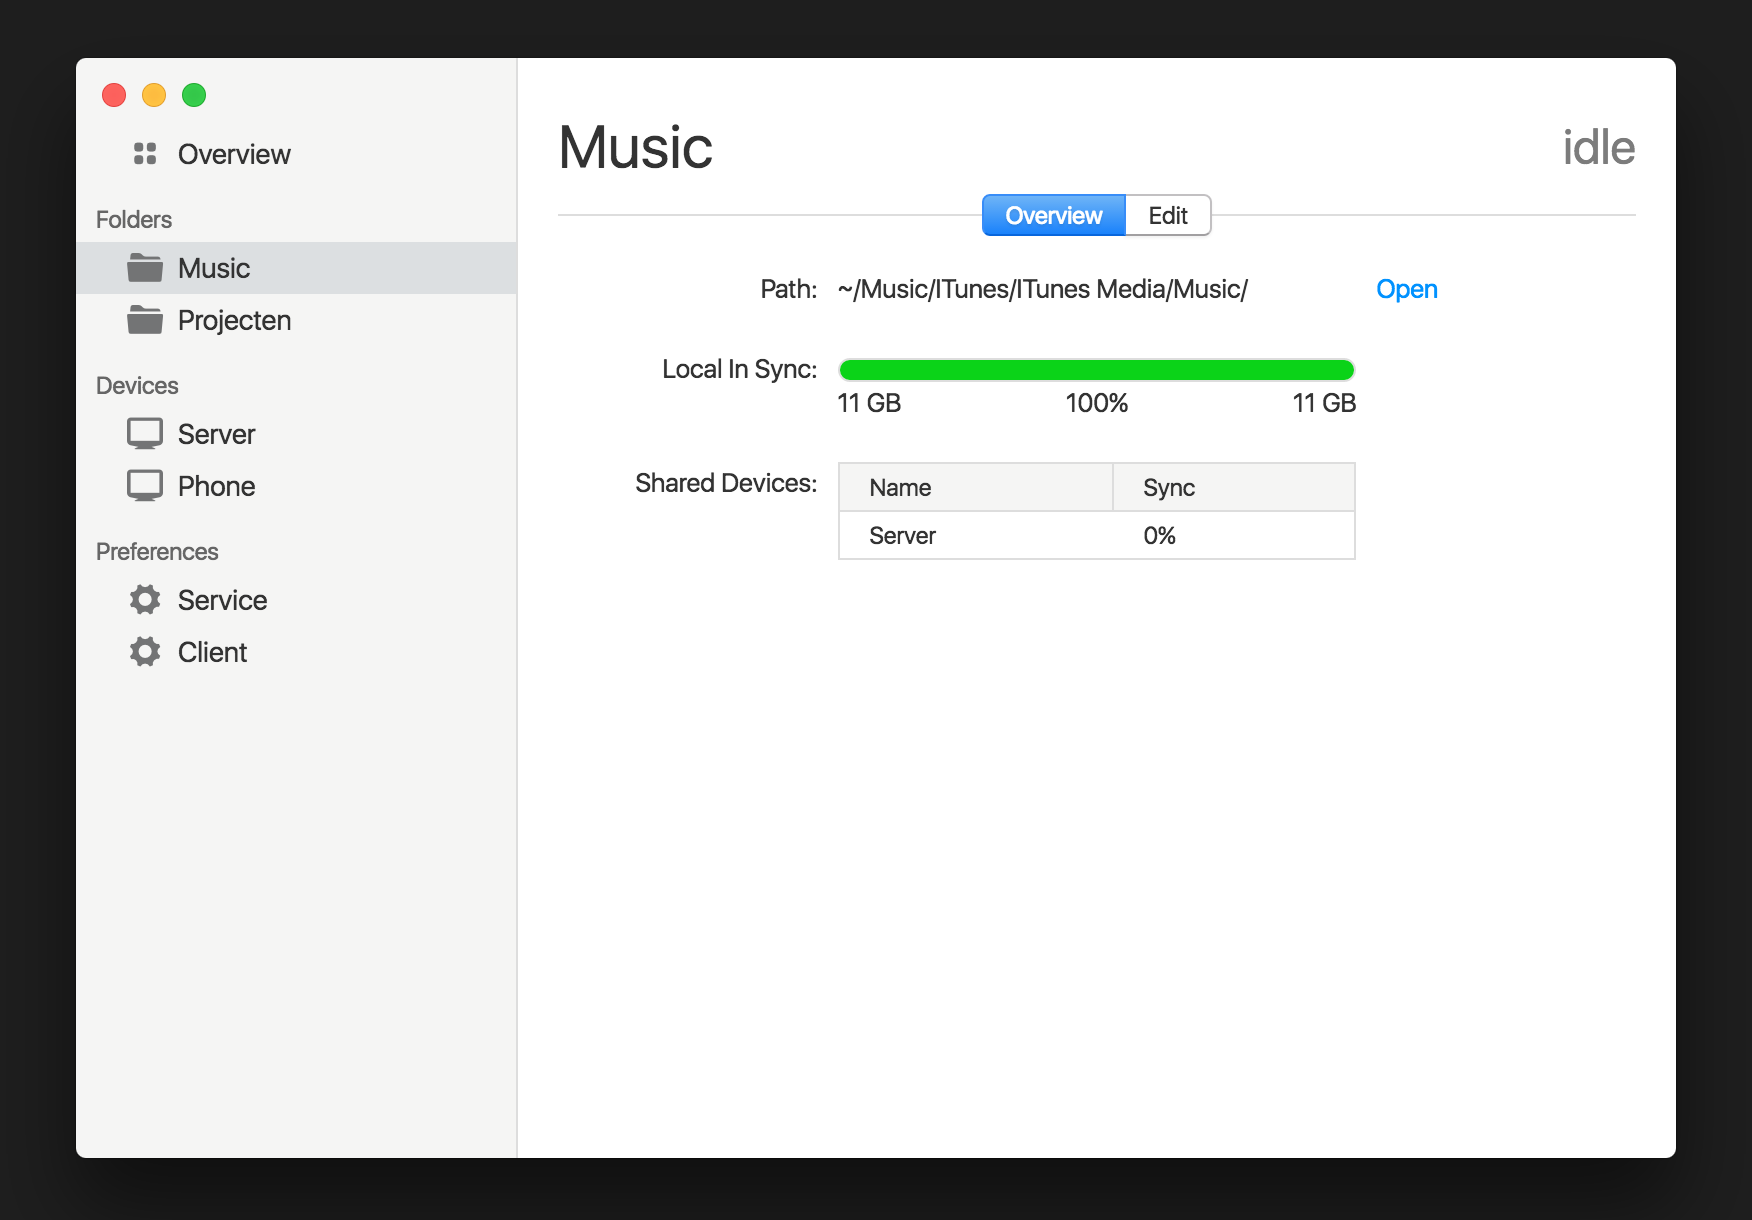 Overview
Folders
Music
Projecten
Devices
Server
Phone
Preferences
Service
Client
Music
idle
Overview Edit
Path: ~/Music/ITunes/ITunes Media/Music/ Open
Local In Sync:
11 GB 100% 11 GB
Shared Devices:
Name Sync
Server 0%